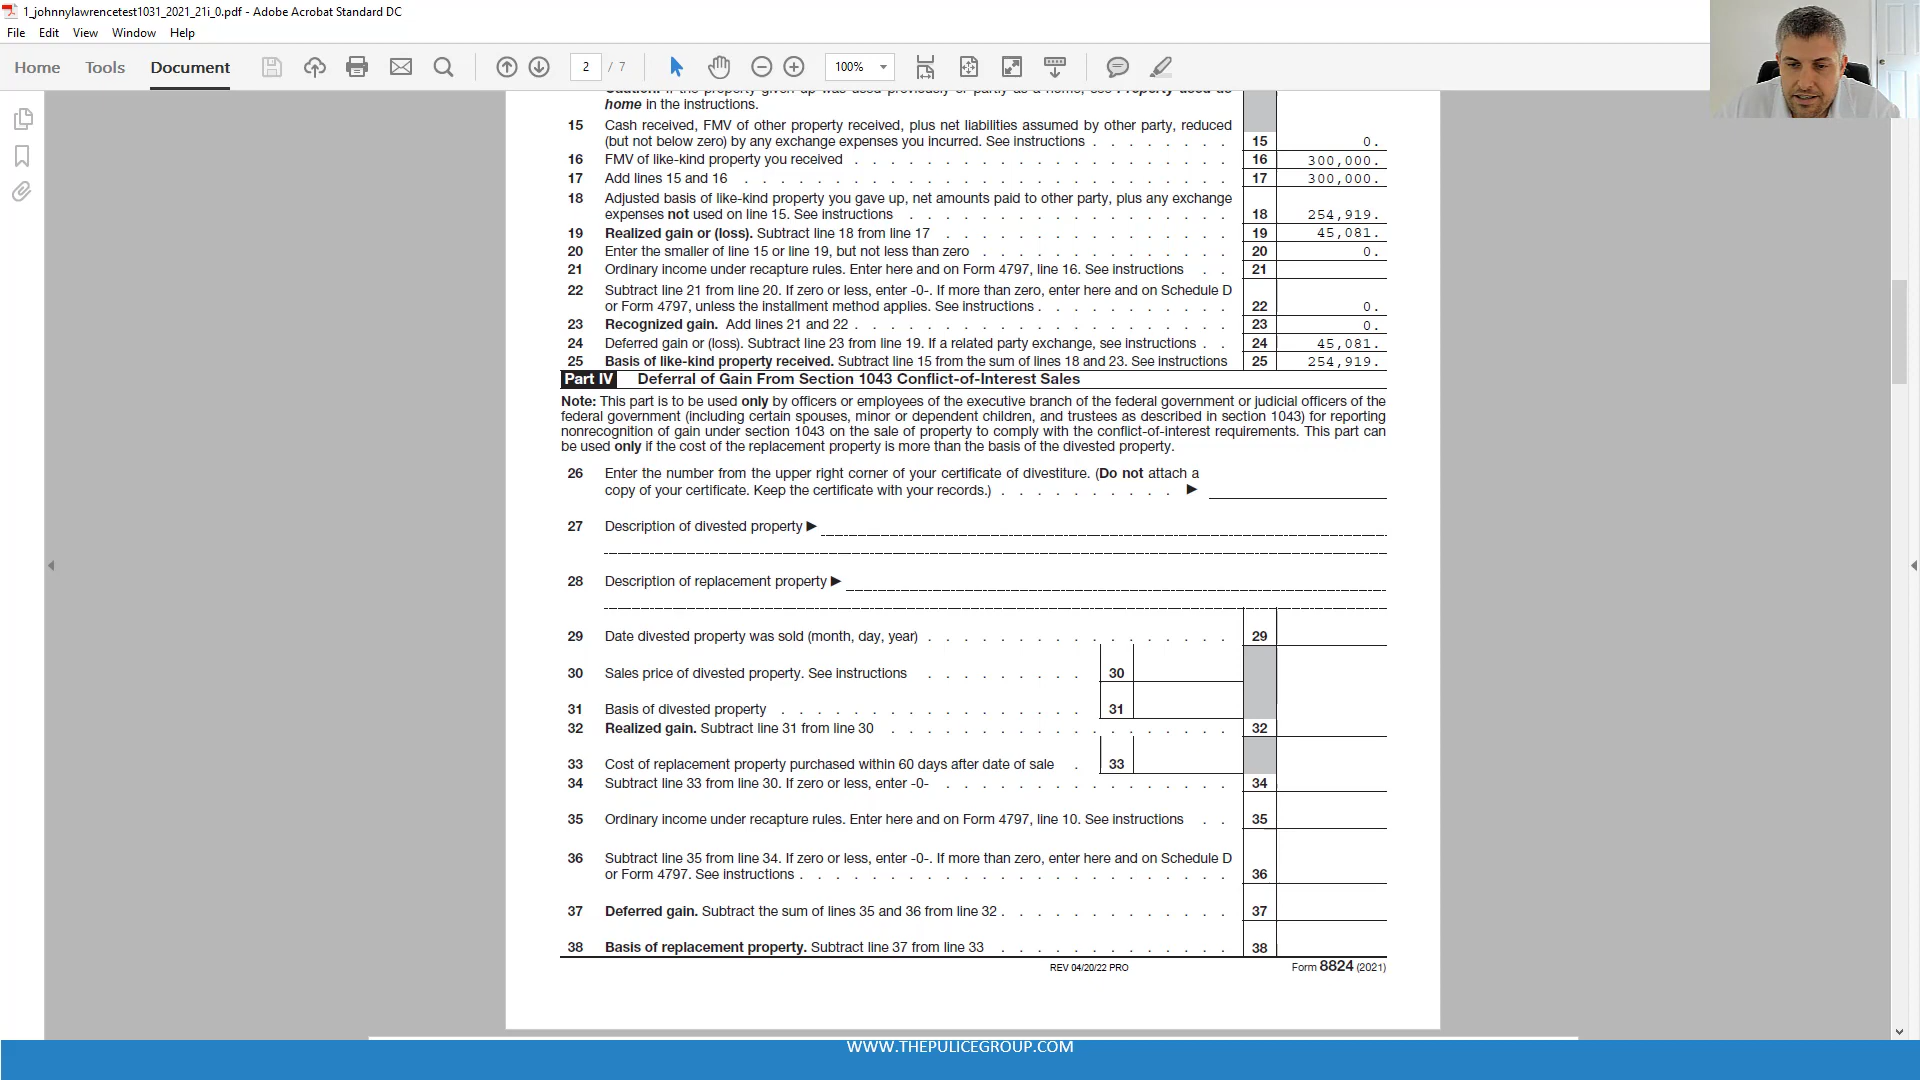 1_johnnylawrencetest1031_2021_21i_0.pdf - Adobe Acrobat Standard DC
File Edit View Window Help
Home Tools Document 2 / 7 100%
Caution: If the property given up was used previously or partly as a home, see Property used as
home in the instructions.
15 Cash received, FMV of other property received, plus net liabilities assumed by other party, reduced
(but not below zero) by any exchange expenses you incurred. See instructions . . . . . . . . 15 0.
16 FMV of like-kind property you received . . . . . . . . . . . . . . . . . . . . . 16 300,000.
17 Add lines 15 and 16 . . . . . . . . . . . . . . . . . . . . . . . . . . . 17 300,000.
18 Adjusted basis of like-kind property you gave up, net amounts paid to other party, plus any exchange
expenses not used on line 15. See instructions . . . . . . . . . . . . . . . . . . 18 254,919.
19 Realized gain or (loss). Subtract line 18 from line 17 . . . . . . . . . . . . . . . . 19 45,081.
20 Enter the smaller of line 15 or line 19, but not less than zero . . . . . . . . . . . . . . 20 0.
21 Ordinary income under recapture rules. Enter here and on Form 4797, line 16. See instructions . . 21
22 Subtract line 21 from line 20. If zero or less, enter -0-. If more than zero, enter here and on Schedule D
or Form 4797, unless the installment method applies. See instructions . . . . . . . . . . . 22 0.
23 Recognized gain. Add lines 21 and 22 . . . . . . . . . . . . . . . . . . . . . 23 0.
24 Deferred gain or (loss). Subtract line 23 from line 19. If a related party exchange, see instructions . . 24 45,081.
25 Basis of like-kind property received. Subtract line 15 from the sum of lines 18 and 23. See instructions 25 254,919.
Part IV Deferral of Gain From Section 1043 Conflict-of-Interest Sales
Note: This part is to be used only by officers or employees of the executive branch of the federal government or judicial officers of the
federal government (including certain spouses, minor or dependent children, and trustees as described in section 1043) for reporting
nonrecognition of gain under section 1043 on the sale of property to comply with the conflict-of-interest requirements. This part can
be used only if the cost of the replacement property is more than the basis of the divested property.
26 Enter the number from the upper right corner of your certificate of divestiture. (Do not attach a
copy of your certificate. Keep the certificate with your records.) . . . . . . . . . . ▶
27 Description of divested property ▶
28 Description of replacement property ▶
29 Date divested property was sold (month, day, year) . . . . . . . . . . . . . . . . . 29
30 Sales price of divested property. See instructions . . . . . . . . . 30
31 Basis of divested property . . . . . . . . . . . . . . . . . 31
32 Realized gain. Subtract line 31 from line 30 . . . . . . . . . . . . . . . . . . . 32
33 Cost of replacement property purchased within 60 days after date of sale . 33
34 Subtract line 33 from line 30. If zero or less, enter -0- . . . . . . . . . . . . . . . . 34
35 Ordinary income under recapture rules. Enter here and on Form 4797, line 10. See instructions . . 35
36 Subtract line 35 from line 34. If zero or less, enter -0-. If more than zero, enter here and on Schedule D
or Form 4797. See instructions . . . . . . . . . . . . . . . . . . . . . . . . 36
37 Deferred gain. Subtract the sum of lines 35 and 36 from line 32 . . . . . . . . . . . . . 37
38 Basis of replacement property. Subtract line 37 from line 33 . . . . . . . . . . . . . 38
REV 04/20/22 PRO Form 8824 (2021)
WWW.THEPULICEGROUP.COM